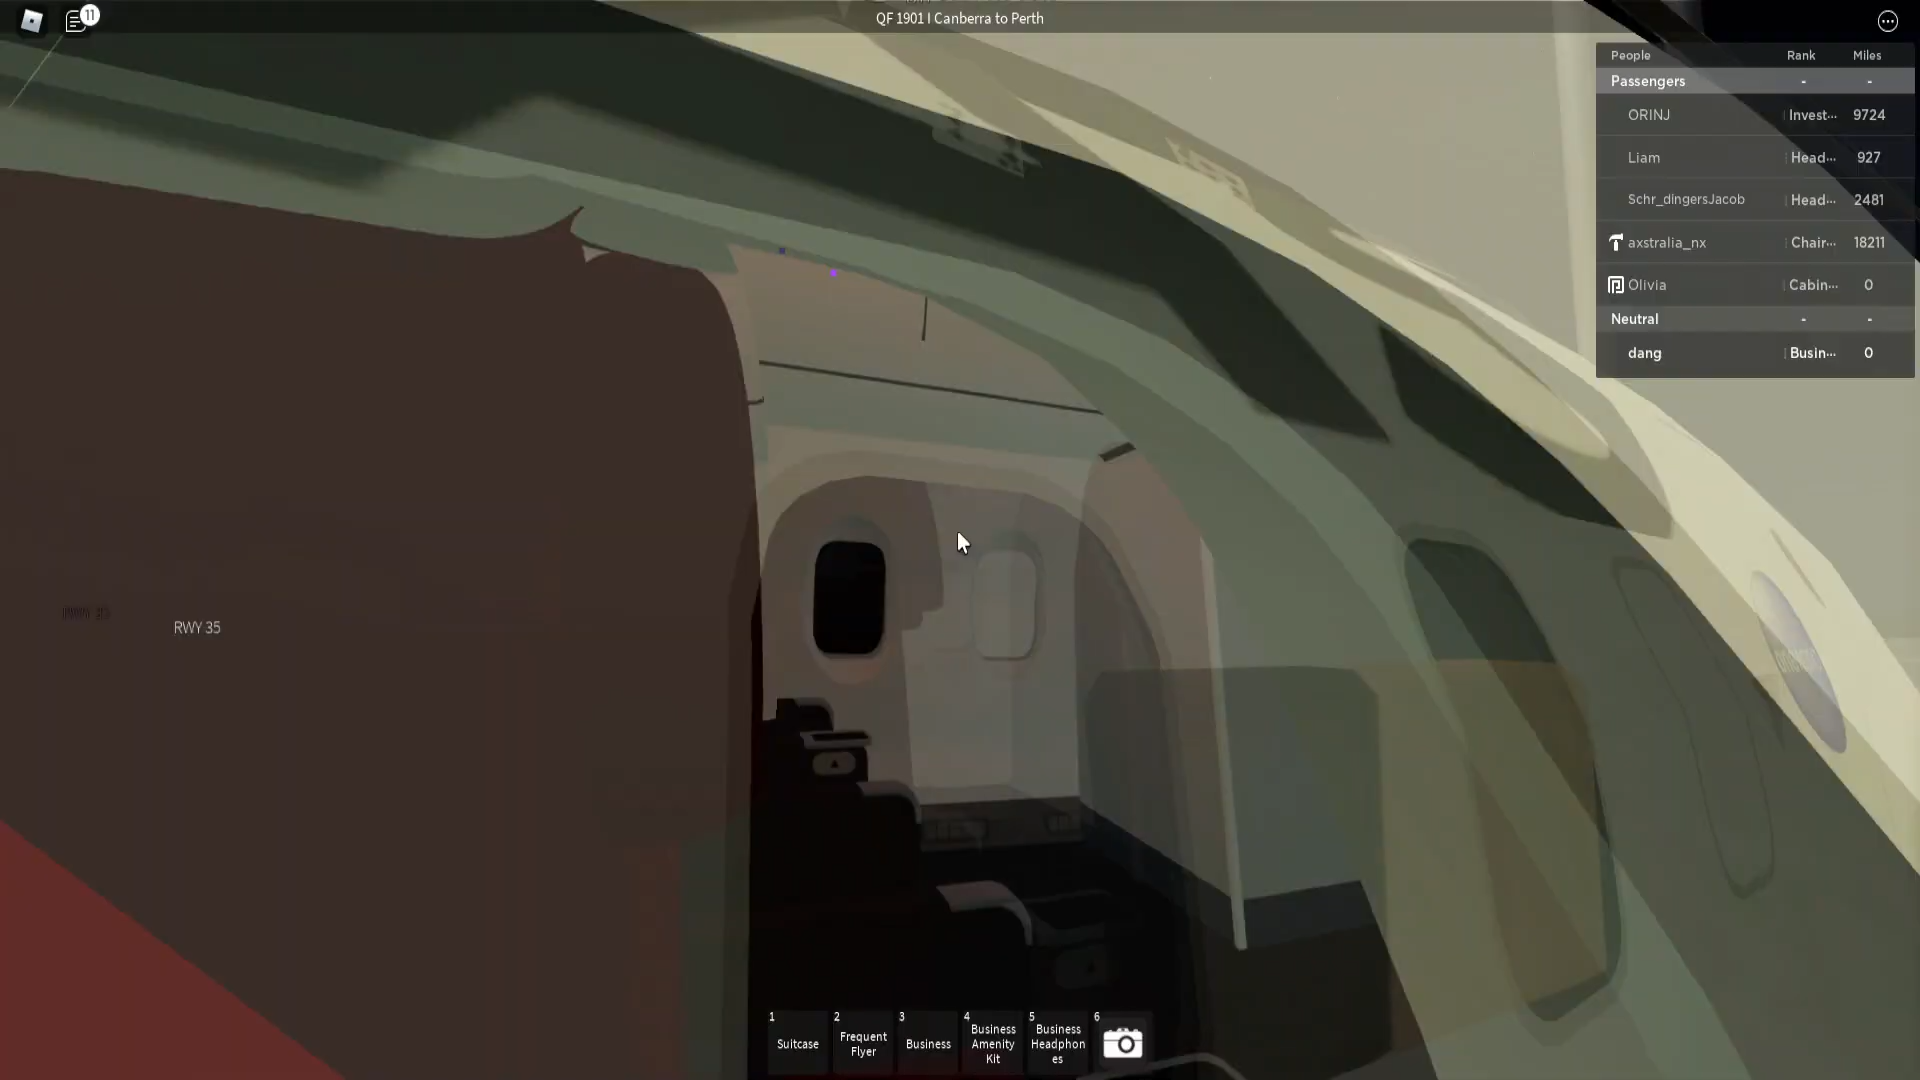 11
QF 1901 I Canberra to Perth
People Rank Miles
Passengers - -
ORINJ Invest... 9724
Liam Head... 927
Schr_dingersJacob Head... 2481
axstralia_nx Chair... 18211
Olivia Cabin... 0
Neutral - -
dang Busin... 0
RWY 35
1
Suitcase
2
Frequent
Flyer
3
Business
4
Business
Amenity
Kit
5
Business
Headphon
es
6